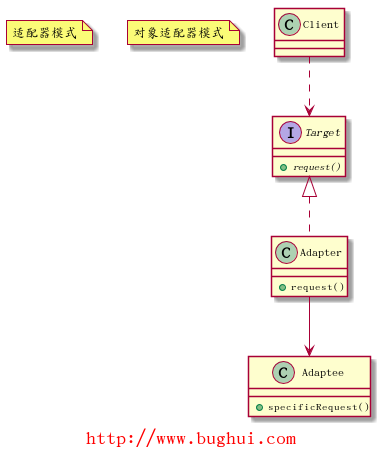 适配器模式
对象适配器模式
C Client
I Target
request()
C Adapter
request()
C Adaptee
specificRequest()
http://www.bughui.com